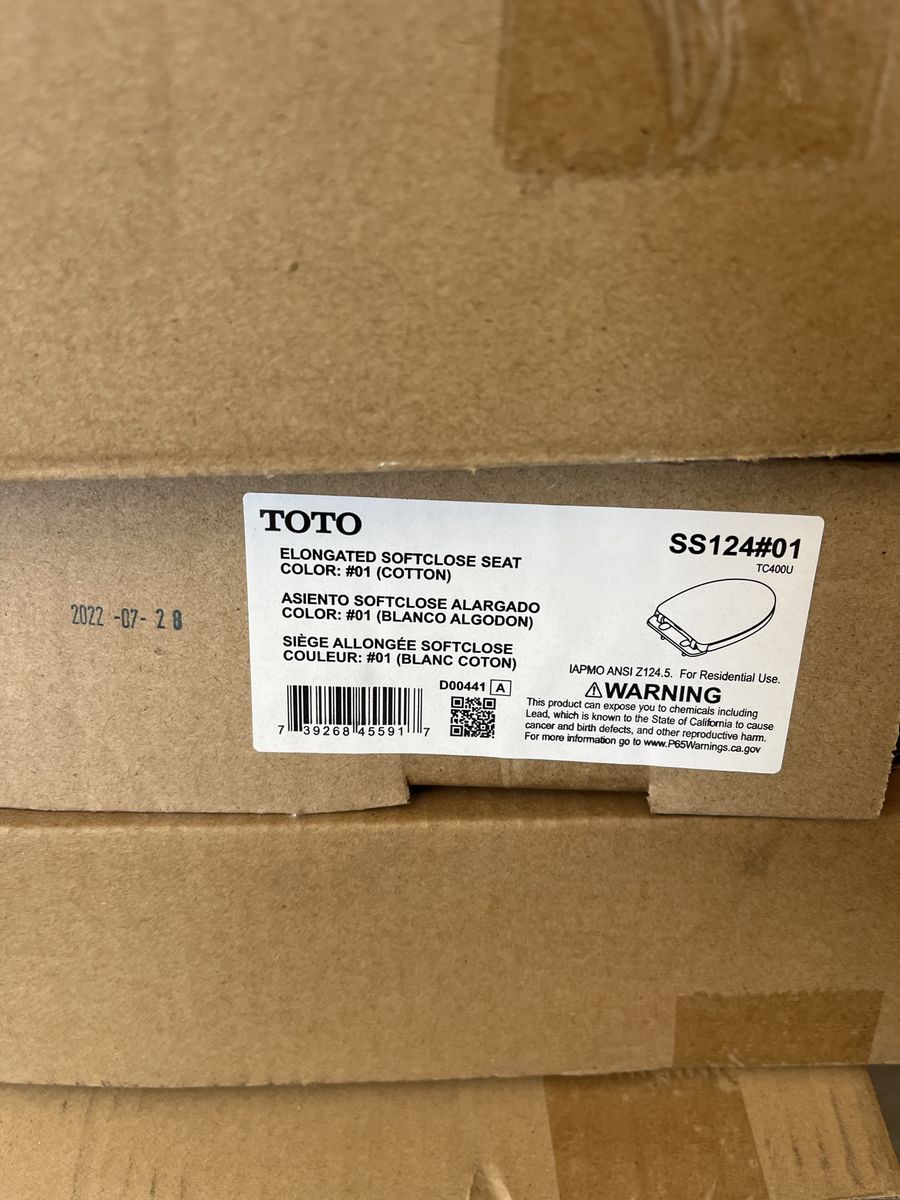 2022 -07- 28
TOTO
ELONGATED SOFTCLOSE SEAT
COLOR: #01 (COTTON)
ASIENTO SOFTCLOSE ALARGADO
COLOR: #01 (BLANCO ALGODON)
SIÈGE ALLONGÉE SOFTCLOSE
COULEUR: #01 (BLANC COTON)
D00441 A
7 39268 45591 7
SS124#01
TC400U
IAPMO ANSI Z124.5. For Residential Use.
⚠WARNING
This product can expose you to chemicals including
Lead, which is known to the State of California to cause
cancer and birth defects, and other reproductive harm.
For more information go to www.P65Warnings.ca.gov